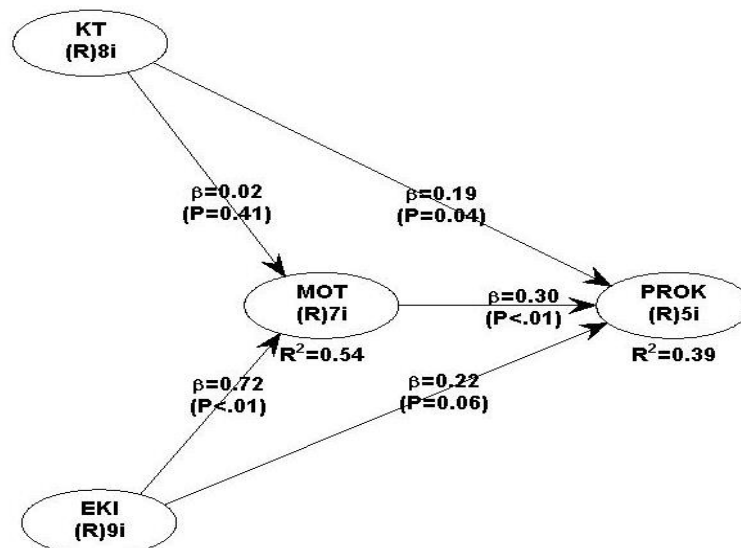 KT
(R)8i
β=0.02
(P=0.41)
β=0.19
(P=0.04)
MOT
(R)7i
R²=0.54
β=0.30
(P<.01)
PROK
(R)5i
R²=0.39
β=0.72
(P<.01)
β=0.22
(P=0.06)
EKI
(R)9i